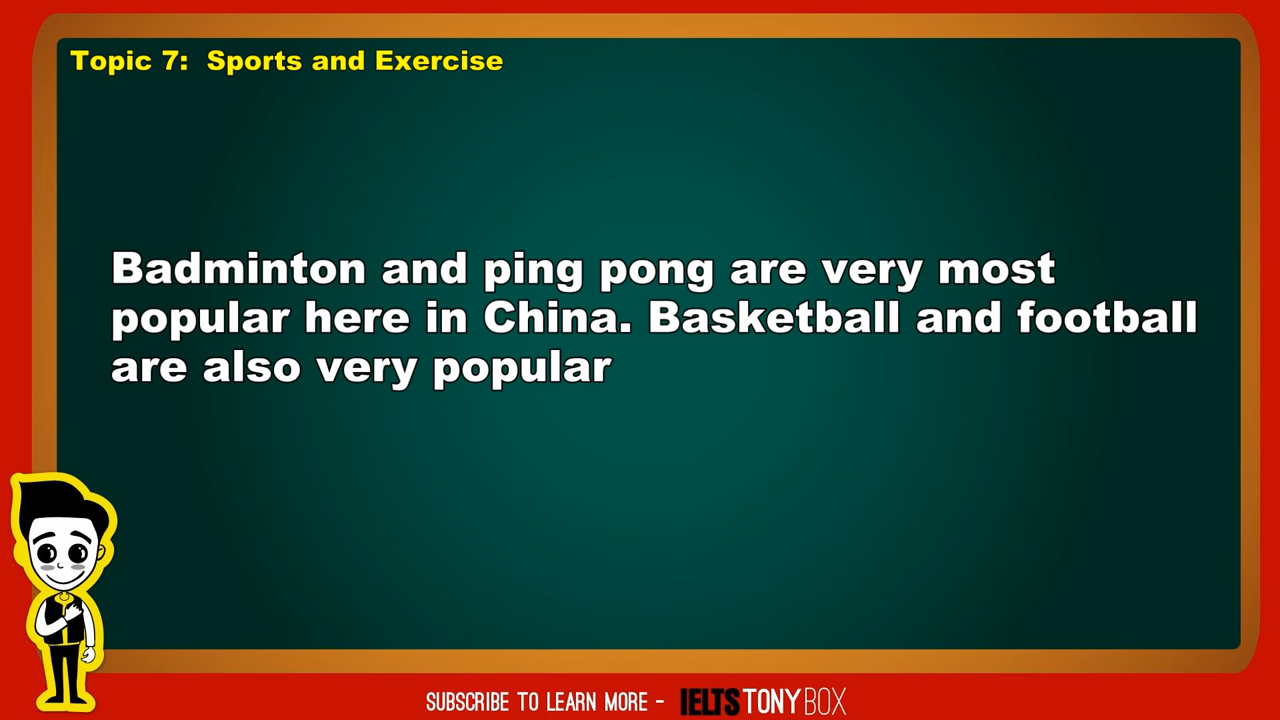 Topic 7:  Sports and Exercise
Badminton and ping pong are very most
popular here in China. Basketball and football
are also very popular
SUBSCRIBE TO LEARN MORE - IELTSTONYBOX